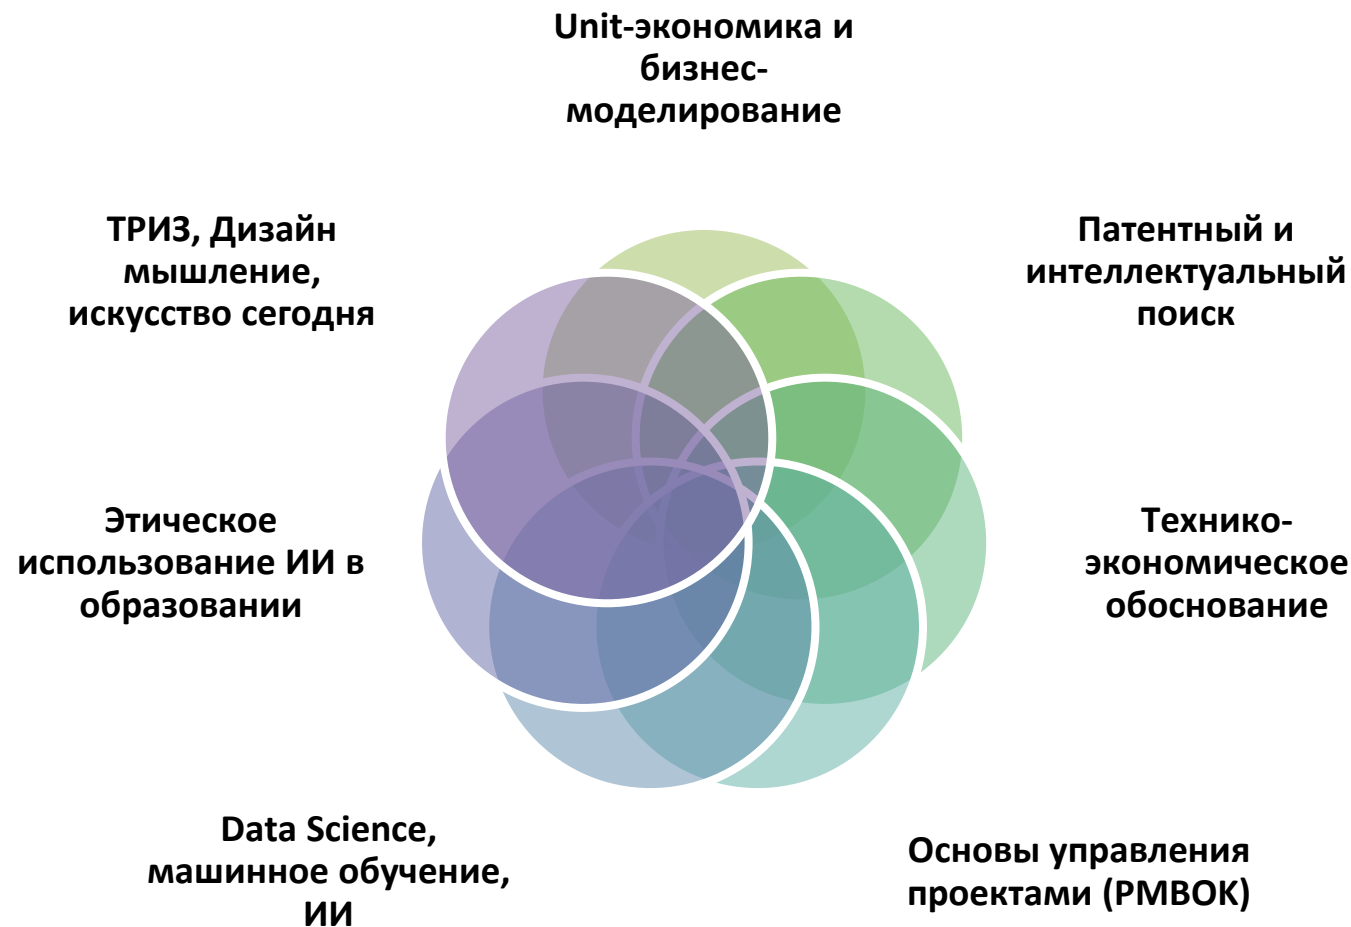 Unit-экономика и
бизнес-
моделирование
ТРИЗ, Дизайн
мышление,
искусство сегодня
Патентный и
интеллектуальный
поиск
Этическое
использование ИИ в
образовании
Технико-
экономическое
обоснование
Data Science,
машинное обучение,
ИИ
Основы управления
проектами (PMBOK)